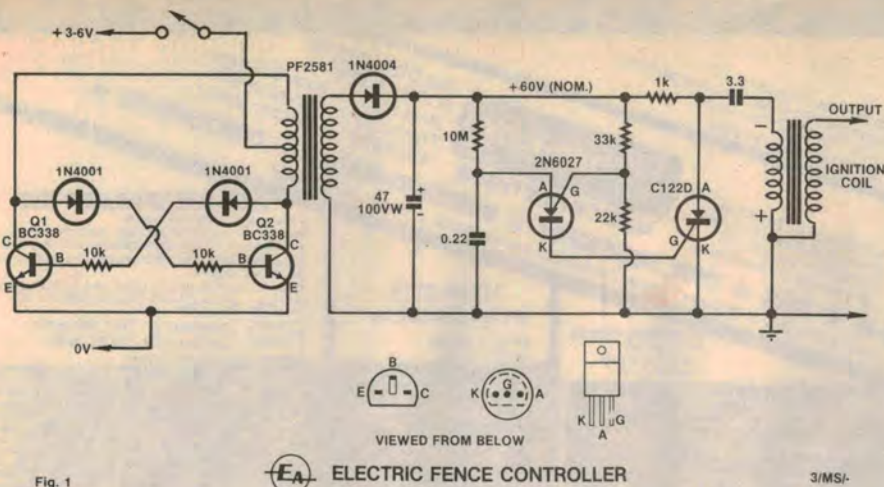 + 3-6V
PF2581
1N4004
+60V (NOM.)
1k
3.3
OUTPUT
10M
33k
2N6027
IGNITION
COIL
1N4001
1N4001
47
100VW
+
-
A
G
K
C122D
A
G
K
-
+
Q1
BC338
Q2
BC338
C
B
E
10k
10k
C
B
E
0.22
22k
0V
B
E
C
K
G
A
K
A
G
VIEWED FROM BELOW
Fig. 1
EA
ELECTRIC FENCE CONTROLLER
3/MS/-